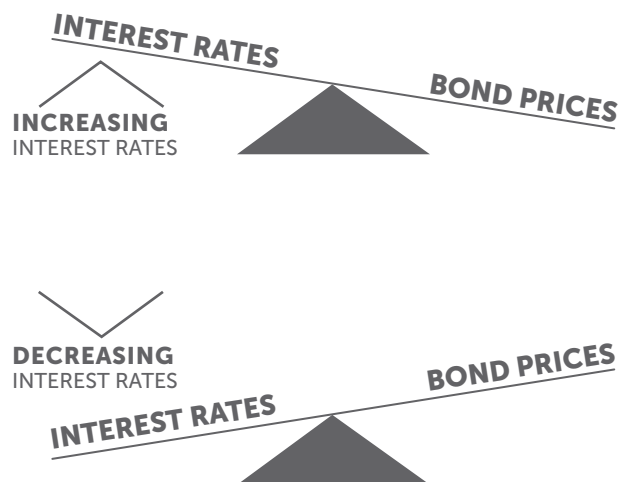 INTEREST RATES
BOND PRICES
INCREASING
INTEREST RATES
DECREASING
INTEREST RATES
BOND PRICES
INTEREST RATES